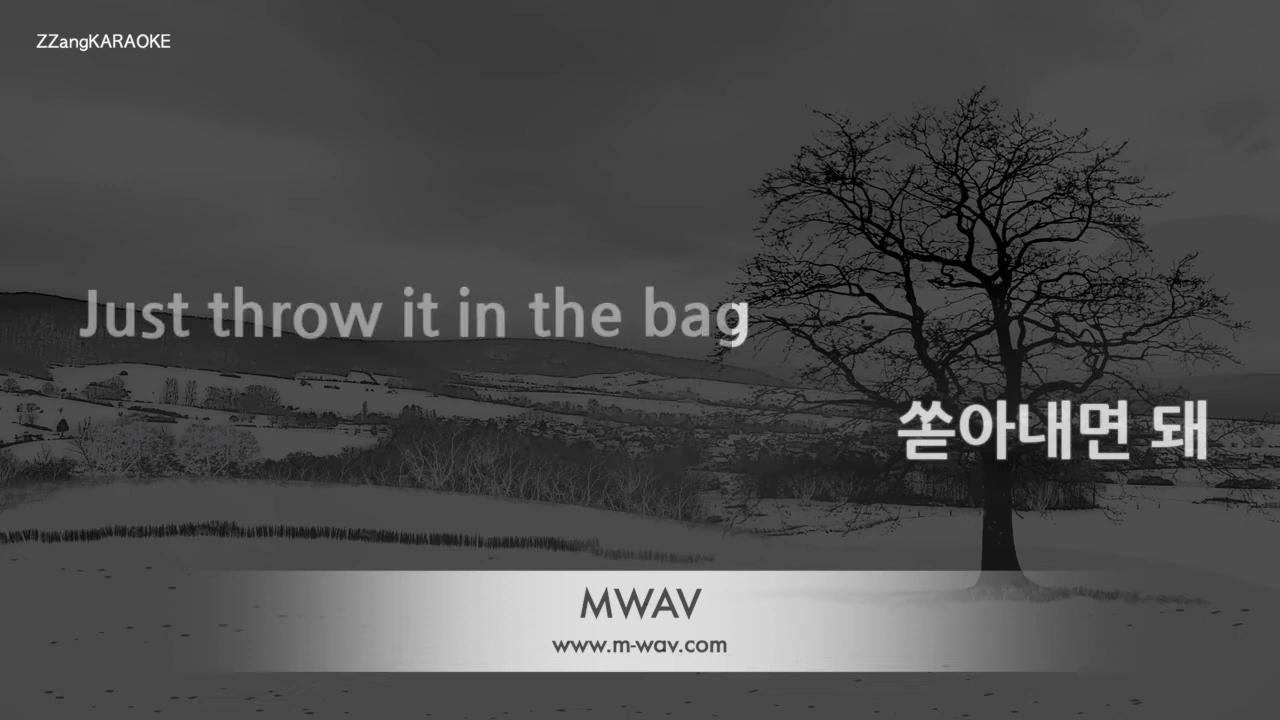 ZZangKARAOKE
Just throw it in the bag
쏟아내면 돼
MWAV
www.m-wav.com